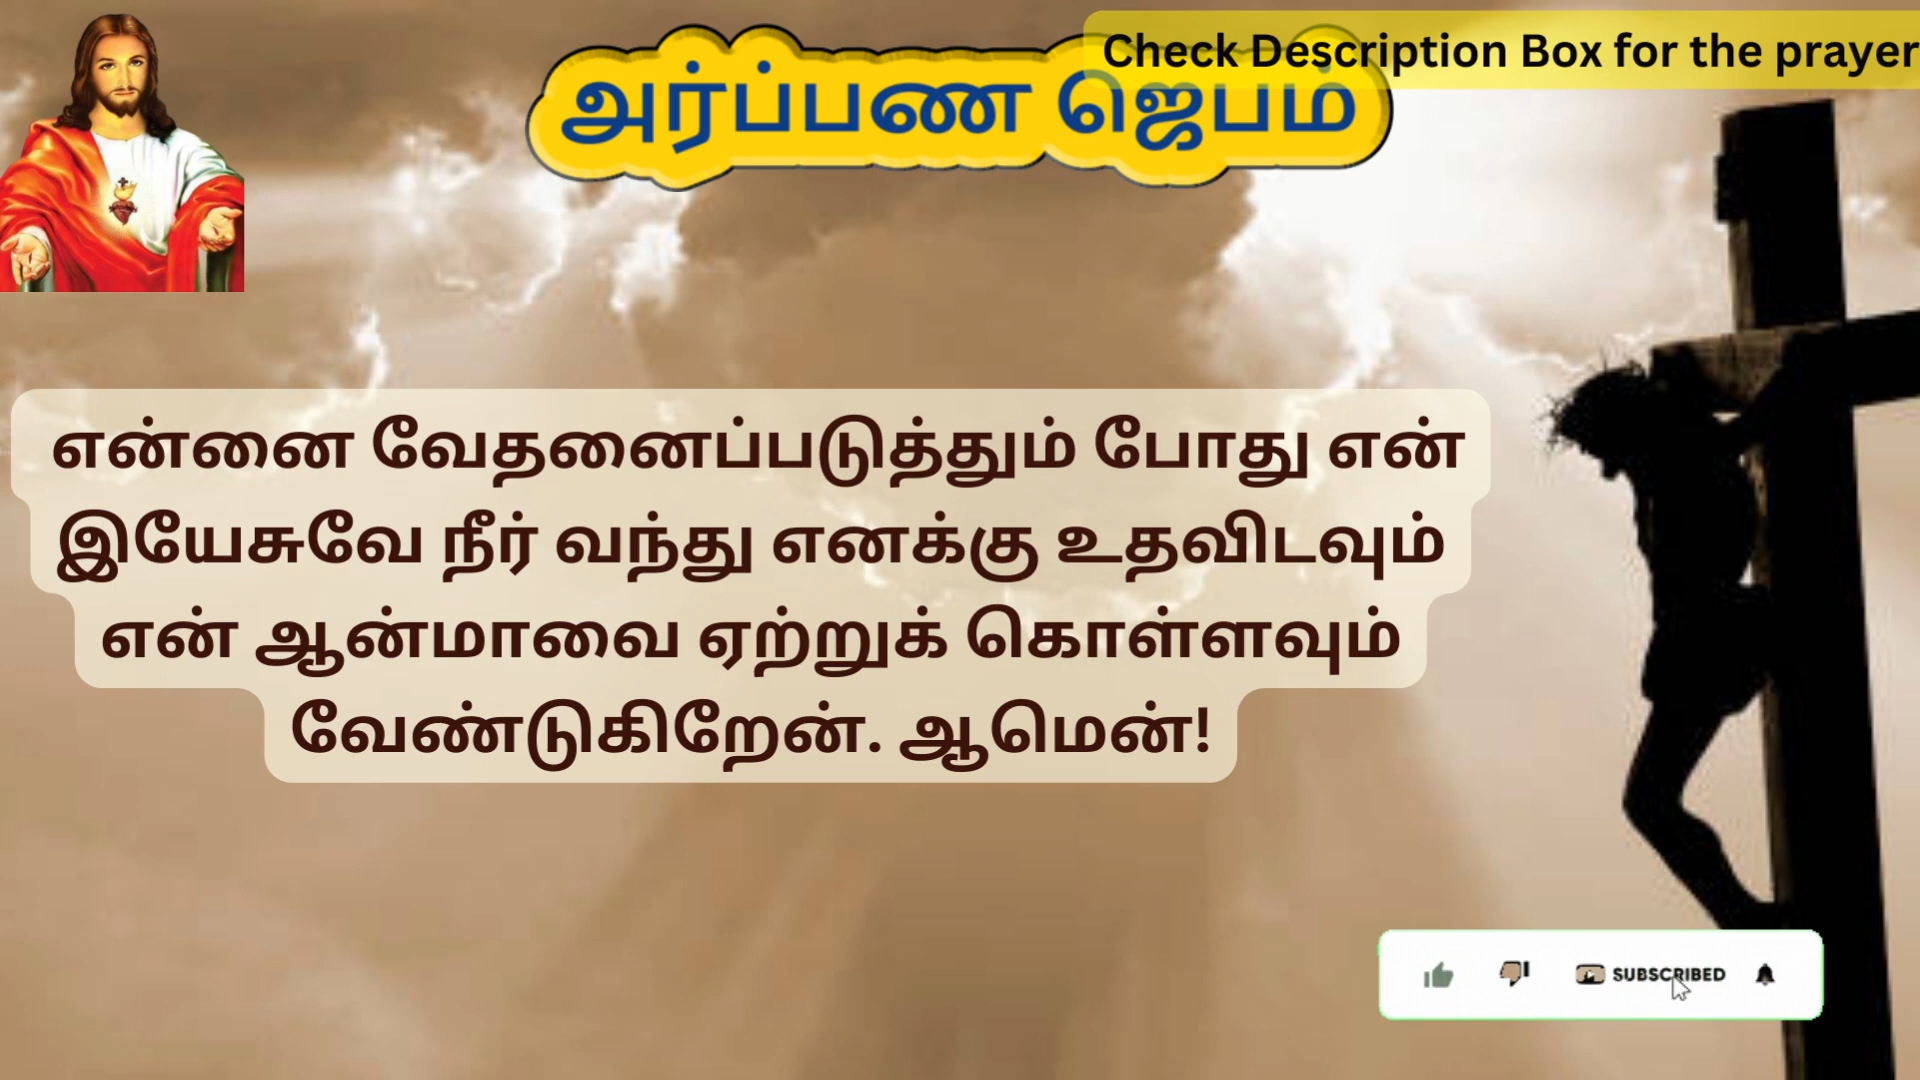 Check Description Box for the prayer
அர்ப்பண ஜெபம்
என்னை வேதனைப்படுத்தும் போது என்
இயேசுவே நீர் வந்து எனக்கு உதவிடவும்
என் ஆன்மாவை ஏற்றுக் கொள்ளவும்
வேண்டுகிறேன். ஆமென்!
SUBSCRIBED